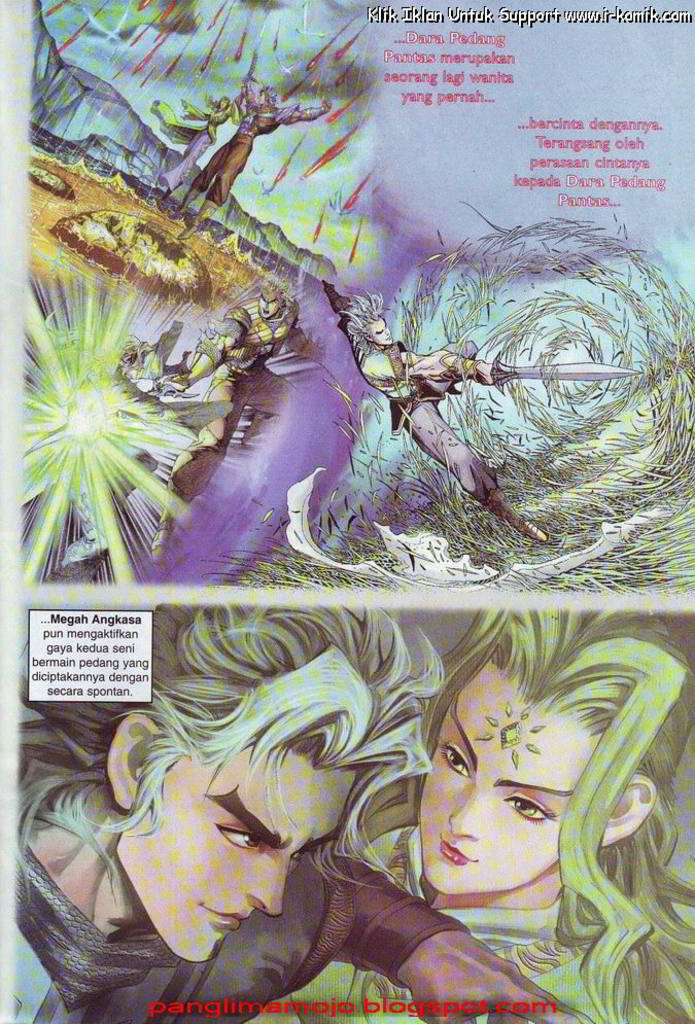 Klik Iklan Untuk Support www.i-komik.com
...Dara Pedang
Pantas merupakan
seorang lagi wanita
yang pernah...
...bercinta dengannya.
Terangsang oleh
perasaan cintanya
kepada Dara Pedang
Pantas...
...Megah Angkasa
pun mengaktifkan
gaya kedua seni
bermain pedang yang
diciptakannya dengan
secara spontan.
panglimamojo.blogspot.com